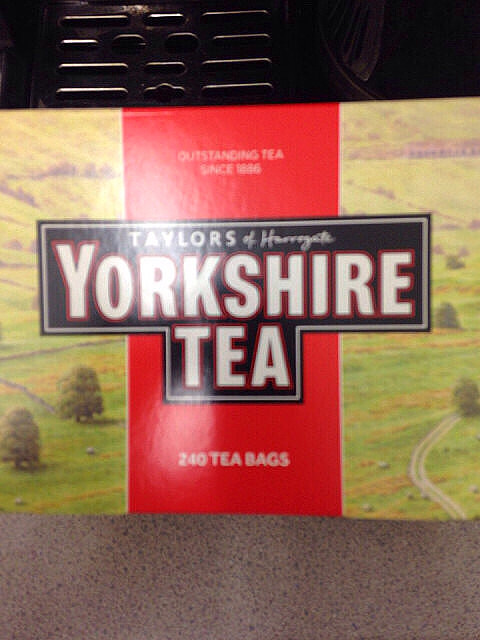 OUTSTANDING TEA
SINCE 1886
TAYLORS of Harrogate
YORKSHIRE
TEA
240 TEA BAGS